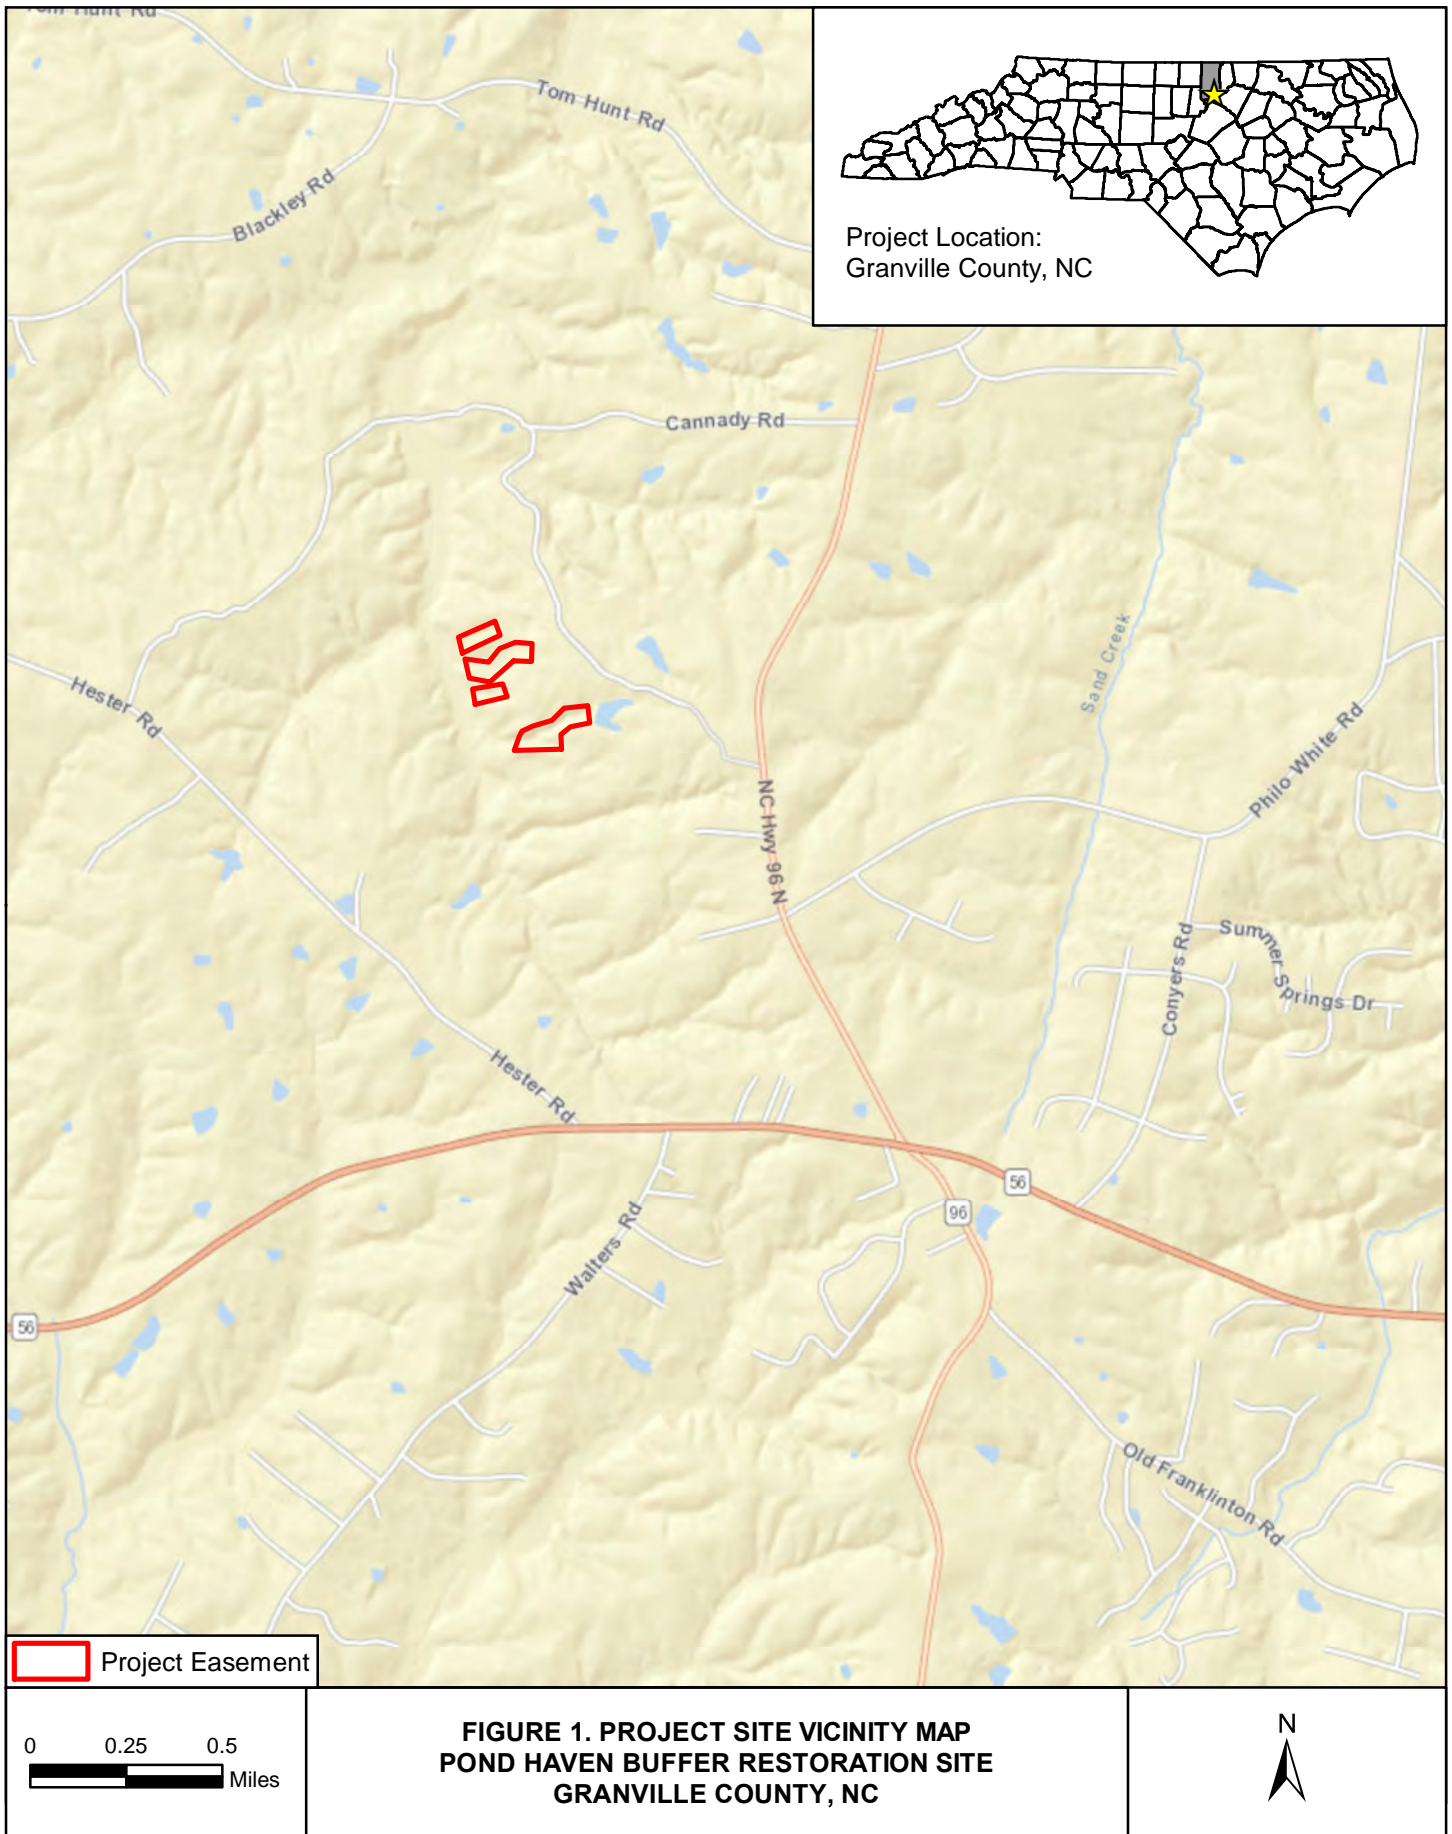 Tom Hunt Rd
Tom Hunt Rd
Blackley Rd
Project Location:
Granville County, NC
Cannady Rd
Sand Creek
Hester Rd
Philo White Rd
NC Hwy 96 N
Summer Springs Dr
Conyers Rd
Hester Rd
56
96
Walters Rd
56
Old Franklinton Rd
Project Easement
0 0.25 0.5
Miles
FIGURE 1. PROJECT SITE VICINITY MAP
POND HAVEN BUFFER RESTORATION SITE
GRANVILLE COUNTY, NC
N